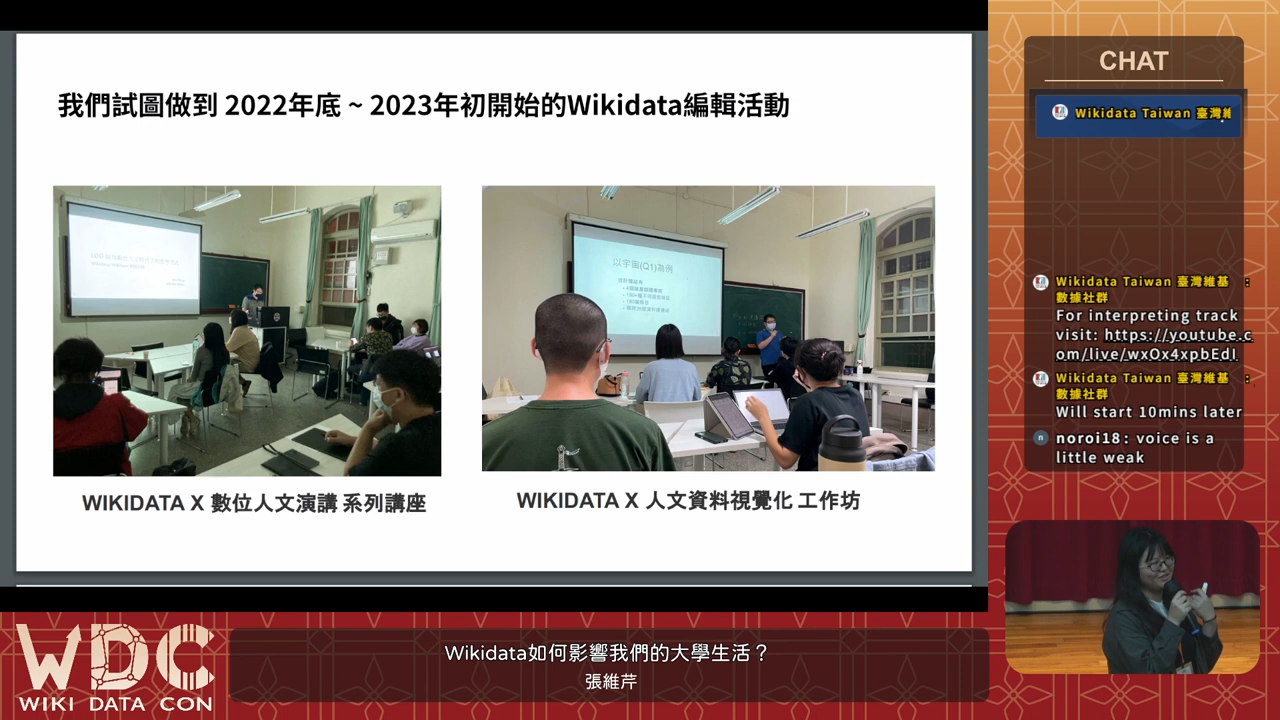 我們試圖做到 2022年底 ~ 2023年初開始的Wikidata編輯活動
以宇宙(Q1)為例
WIKIDATA X 數位人文演講 系列講座
WIKIDATA X 人文資料視覺化 工作坊
CHAT
Wikidata Taiwan 臺灣維
Wikidata Taiwan 臺灣維基數據社群:
For interpreting track
visit: https://youtube.c
om/live/wxOx4xpbEdI
Wikidata Taiwan 臺灣維基數據社群:
Will start 10mins later
n noroi18: voice is a
little weak
WDC
WIKI DATA CON
Wikidata如何影響我們的大學生活？
張維芹